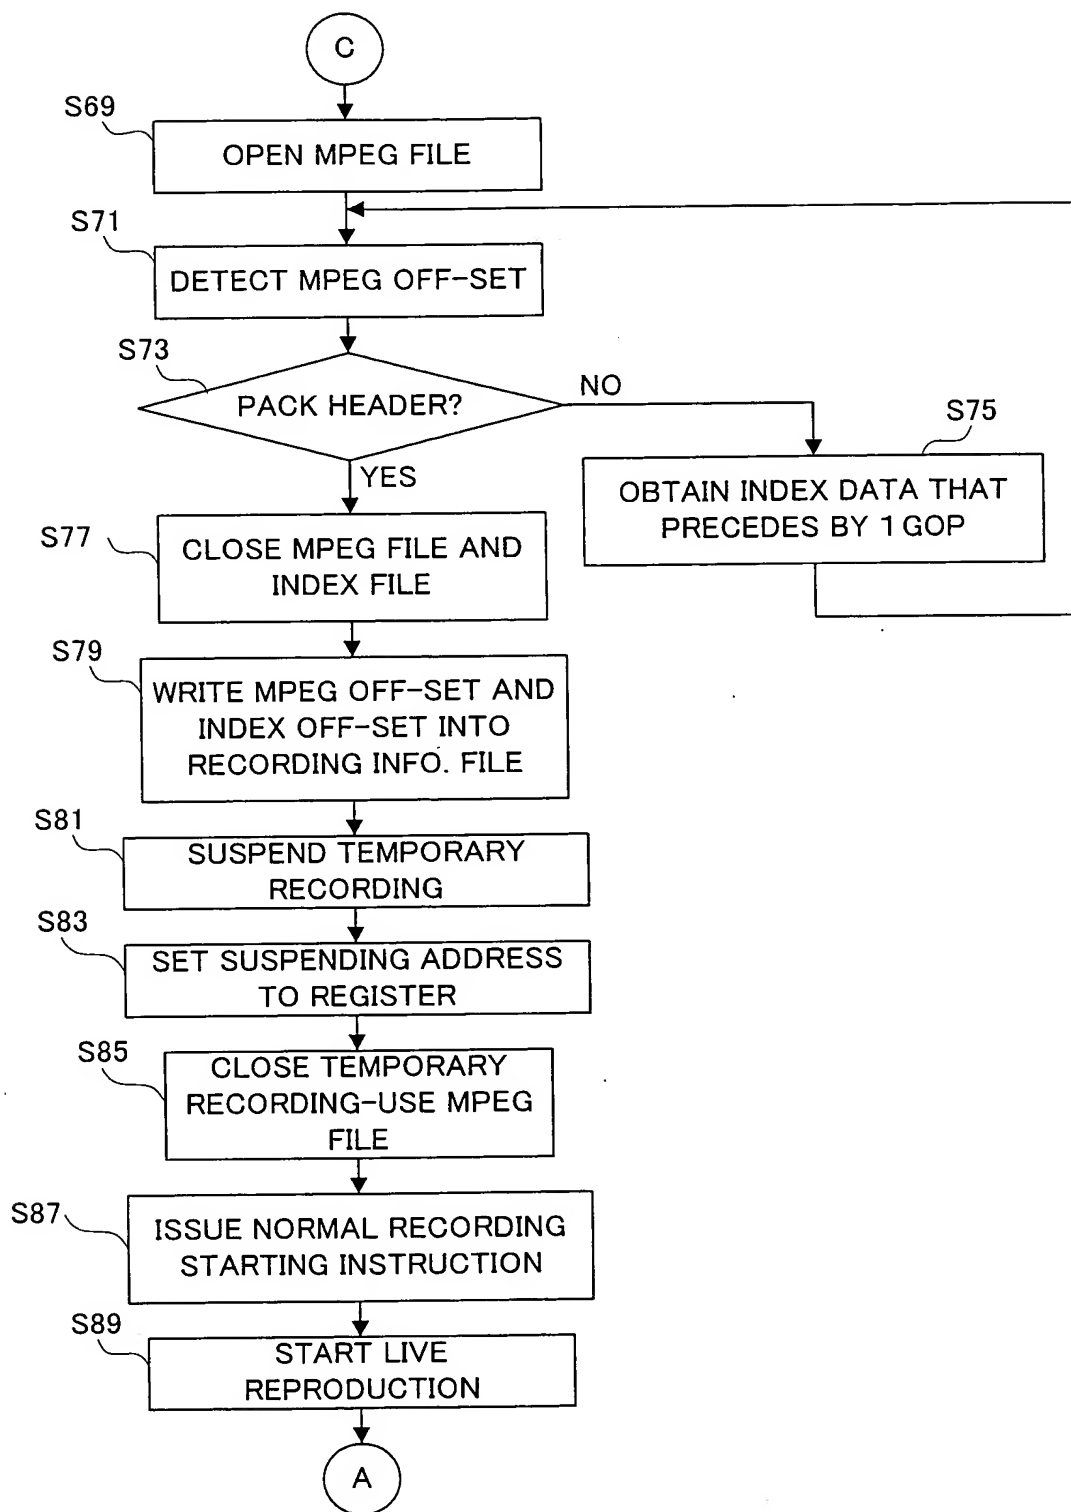 C
S69
OPEN MPEG FILE
S71
DETECT MPEG OFF-SET
S73
PACK HEADER?
NO
YES
S75
OBTAIN INDEX DATA THAT
PRECEDES BY 1 GOP
S77
CLOSE MPEG FILE AND
INDEX FILE
S79
WRITE MPEG OFF-SET AND
INDEX OFF-SET INTO
RECORDING INFO. FILE
S81
SUSPEND TEMPORARY
RECORDING
S83
SET SUSPENDING ADDRESS
TO REGISTER
S85
CLOSE TEMPORARY
RECORDING-USE MPEG
FILE
S87
ISSUE NORMAL RECORDING
STARTING INSTRUCTION
S89
START LIVE
REPRODUCTION
A